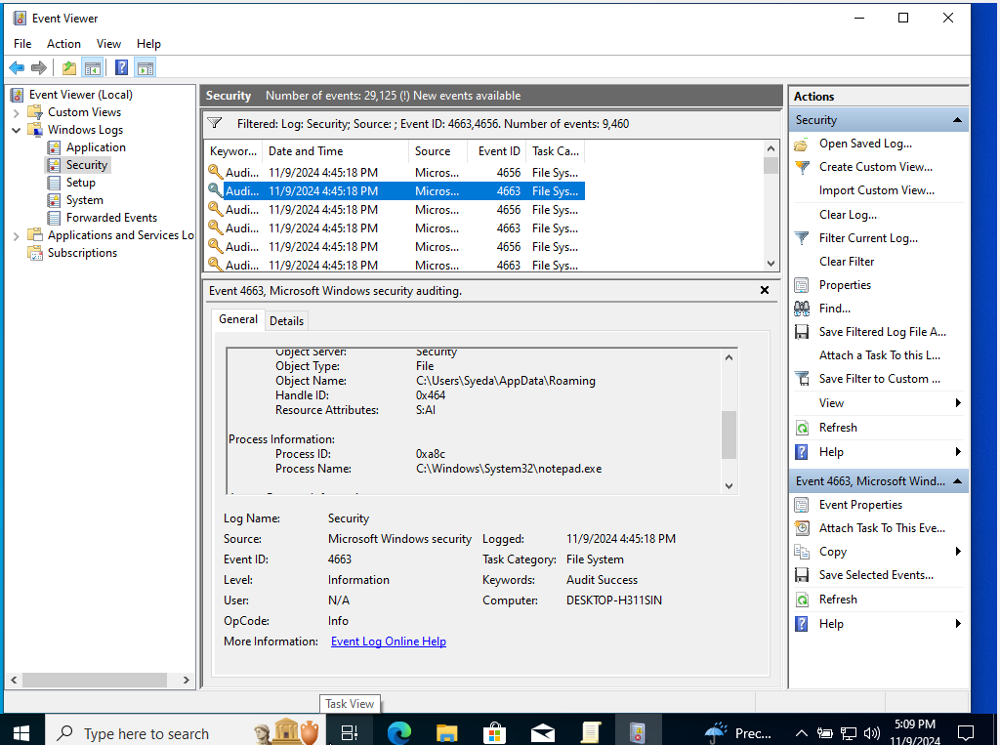 Event Viewer
File Action View Help
Event Viewer (Local)
Custom Views
Windows Logs
Application
Security
Setup
System
Forwarded Events
Applications and Services Lo
Subscriptions
Security Number of events: 29,125 (!) New events available
Filtered: Log: Security; Source: ; Event ID: 4663,4656. Number of events: 9,460
Keywor... Date and Time Source Event ID Task Ca...
Audi... 11/9/2024 4:45:18 PM Micros... 4656 File Sys...
Audi... 11/9/2024 4:45:18 PM Micros... 4663 File Sys...
Audi... 11/9/2024 4:45:18 PM Micros... 4656 File Sys...
Audi... 11/9/2024 4:45:18 PM Micros... 4663 File Sys...
Audi... 11/9/2024 4:45:18 PM Micros... 4656 File Sys...
Audi... 11/9/2024 4:45:18 PM Micros... 4663 File Sys...
Event 4663, Microsoft Windows security auditing.
General Details
Object Server: Security
Object Type: File
Object Name: C:\Users\Syeda\AppData\Roaming
Handle ID: 0x464
Resource Attributes: S:AI
Process Information:
Process ID: 0xa8c
Process Name: C:\Windows\System32\notepad.exe
Log Name: Security
Source: Microsoft Windows security Logged: 11/9/2024 4:45:18 PM
Event ID: 4663 Task Category: File System
Level: Information Keywords: Audit Success
User: N/A Computer: DESKTOP-H311SIN
OpCode: Info
More Information: Event Log Online Help
Actions
Security
Open Saved Log...
Create Custom View...
Import Custom View...
Clear Log...
Filter Current Log...
Clear Filter
Properties
Find...
Save Filtered Log File A...
Attach a Task To this L...
Save Filter to Custom ...
View
Refresh
Help
Event 4663, Microsoft Wind...
Event Properties
Attach Task To This Eve...
Copy
Save Selected Events...
Refresh
Help
Task View
Type here to search
Prec...
5:09 PM
11/9/2024